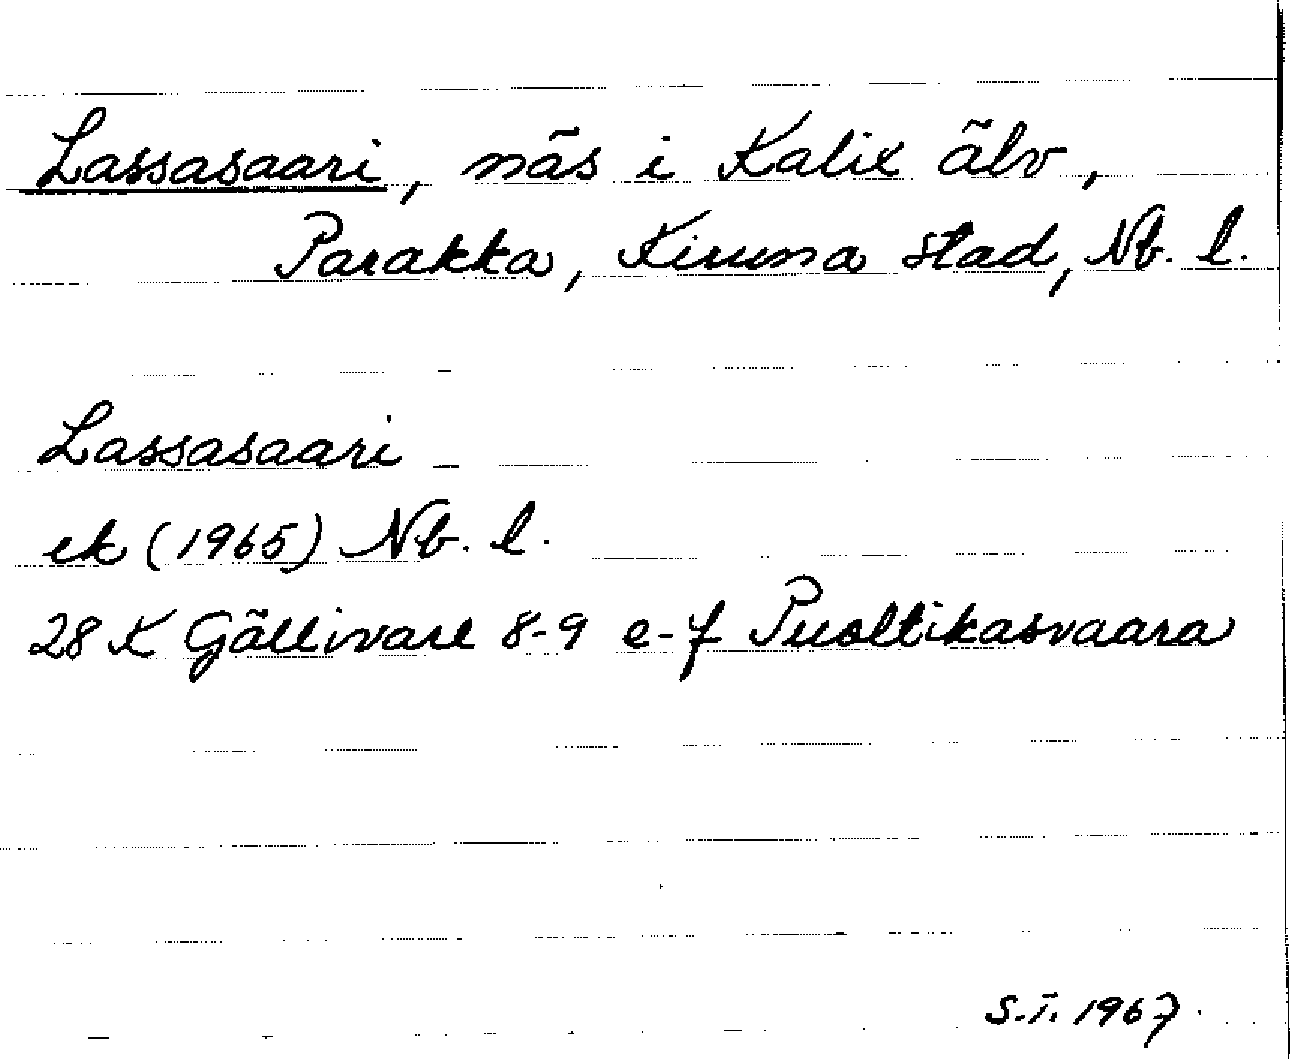 Lassasaari, näs i Kalix älv,
Parakka, Kiruna stad, Nb. l.
Lassasaari
ek (1965) Nb. l.
28 K Gällivare 8-9 e-f Puoltikasvaara
S.I. 1967.